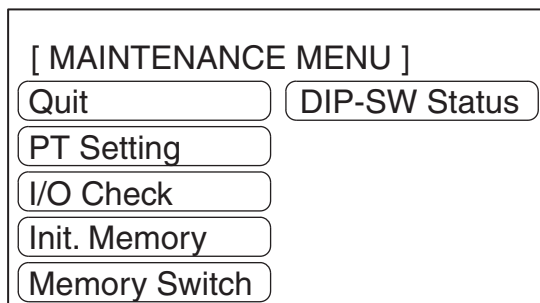 [ MAINTENANCE MENU ]
Quit
DIP-SW Status
PT Setting
I/O Check
Init. Memory
Memory Switch